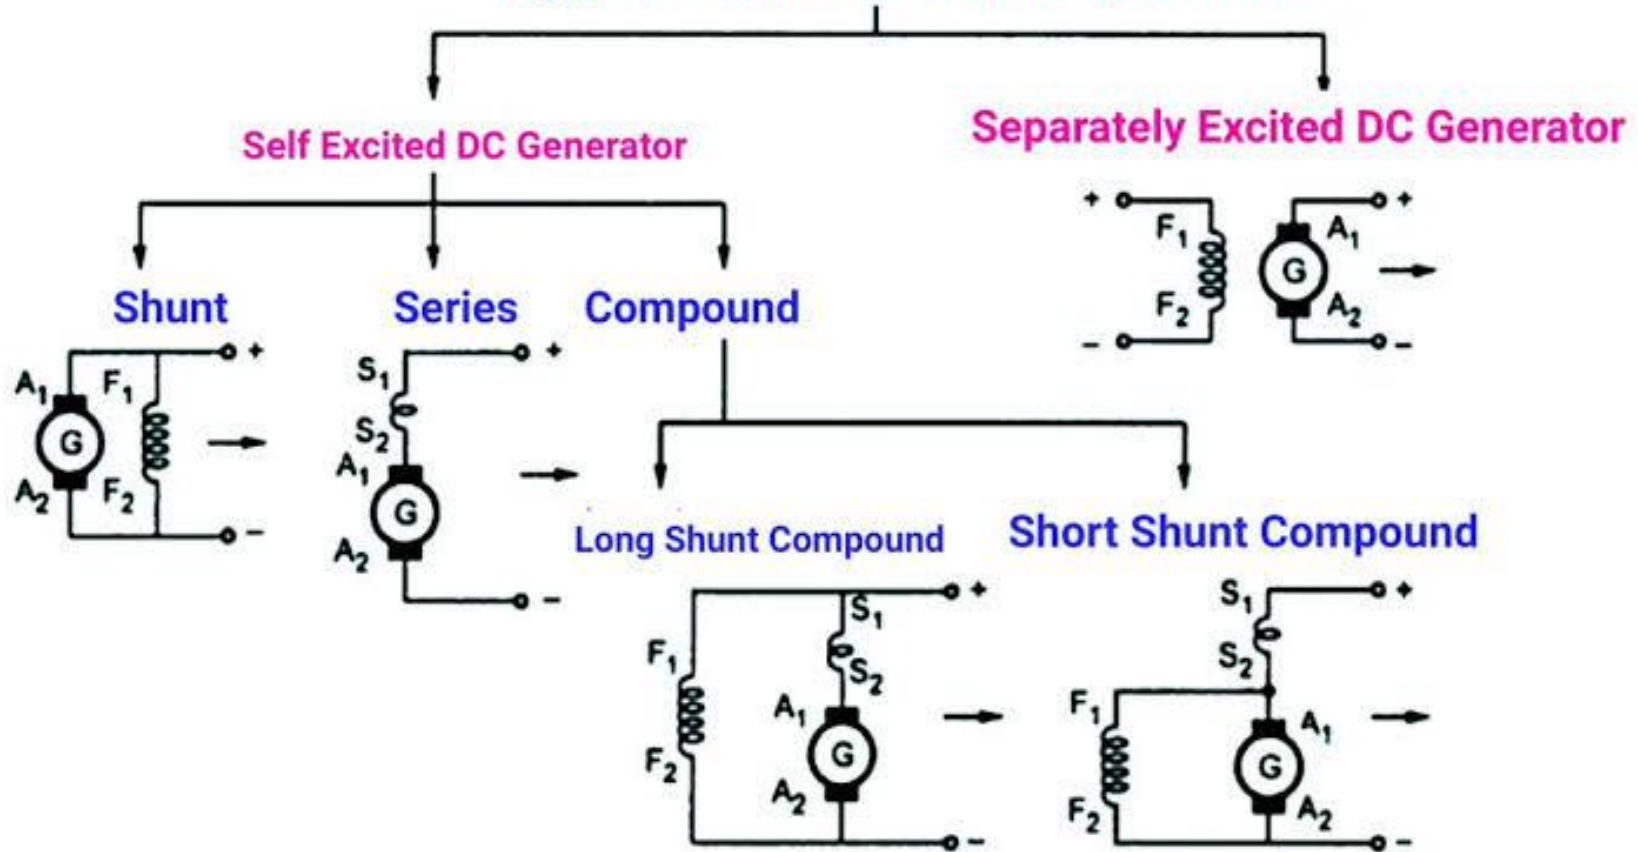 Self Excited DC Generator
Separately Excited DC Generator
+ F1 F2 −
G A1 A2 + −
Shunt
Series
Compound
A1 A2 G F1 F2 + −
S1 S2 A1 A2 G + −
Long Shunt Compound
Short Shunt Compound
F1 F2 S1 S2 A1 A2 G + −
S1 S2 F1 F2 A1 A2 G + −